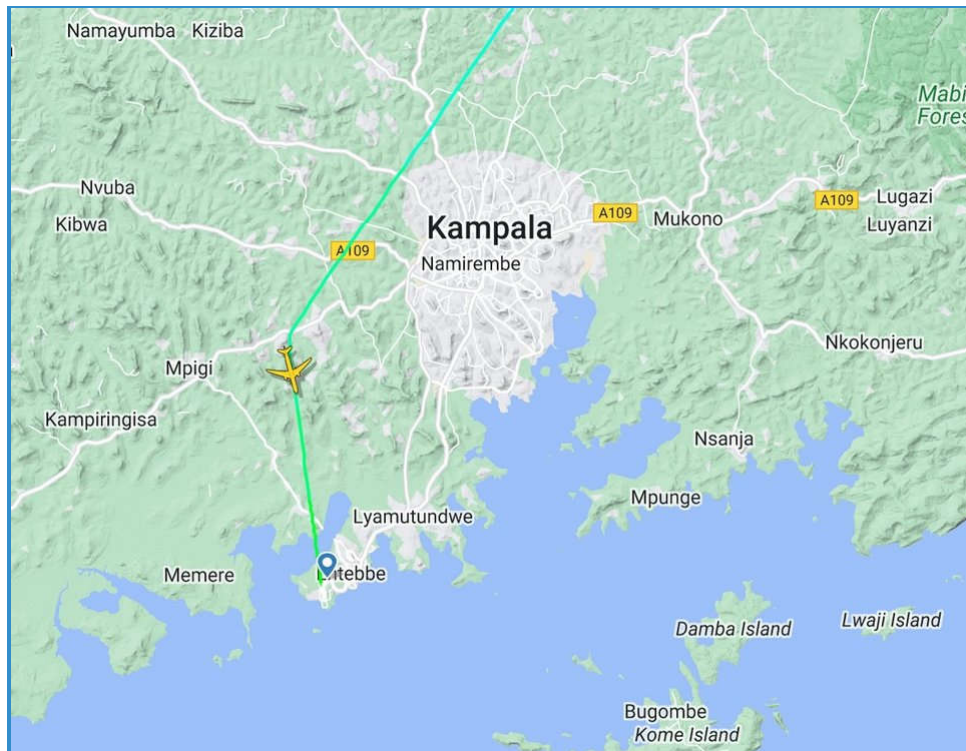 Namayumba
Kiziba
Mabi
Fores
Nvuba
A109
A109
Lugazi
Kibwa
Kampala
Mukono
Luyanzi
A109
Namirembe
Mpigi
Nkokonjeru
Kampiringisa
Nsanja
Mpunge
Lyamutundwe
Memere
Entebbe
Damba Island
Lwaji Island
Bugombe
Kome Island